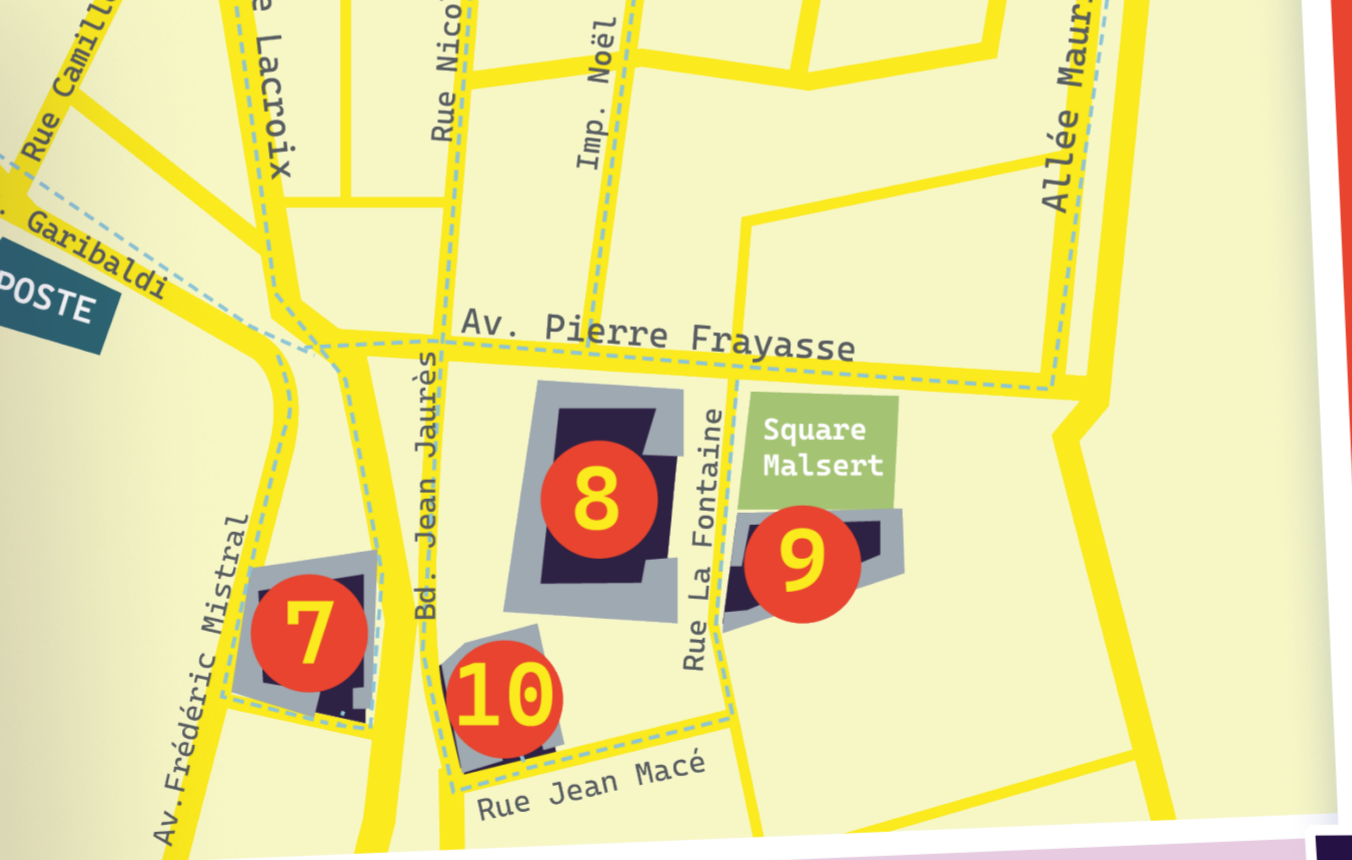 Rue Camill
e Lacroix
Rue Nico
Imp. Noël
Allée Maur
. Garibaldi
POSTE
Av. Pierre Frayasse
Bd. Jean Jaurès
Square
Malsert
8
Rue La Fontaine
9
Av.Frédéric Mistral
7
10
Rue Jean Macé